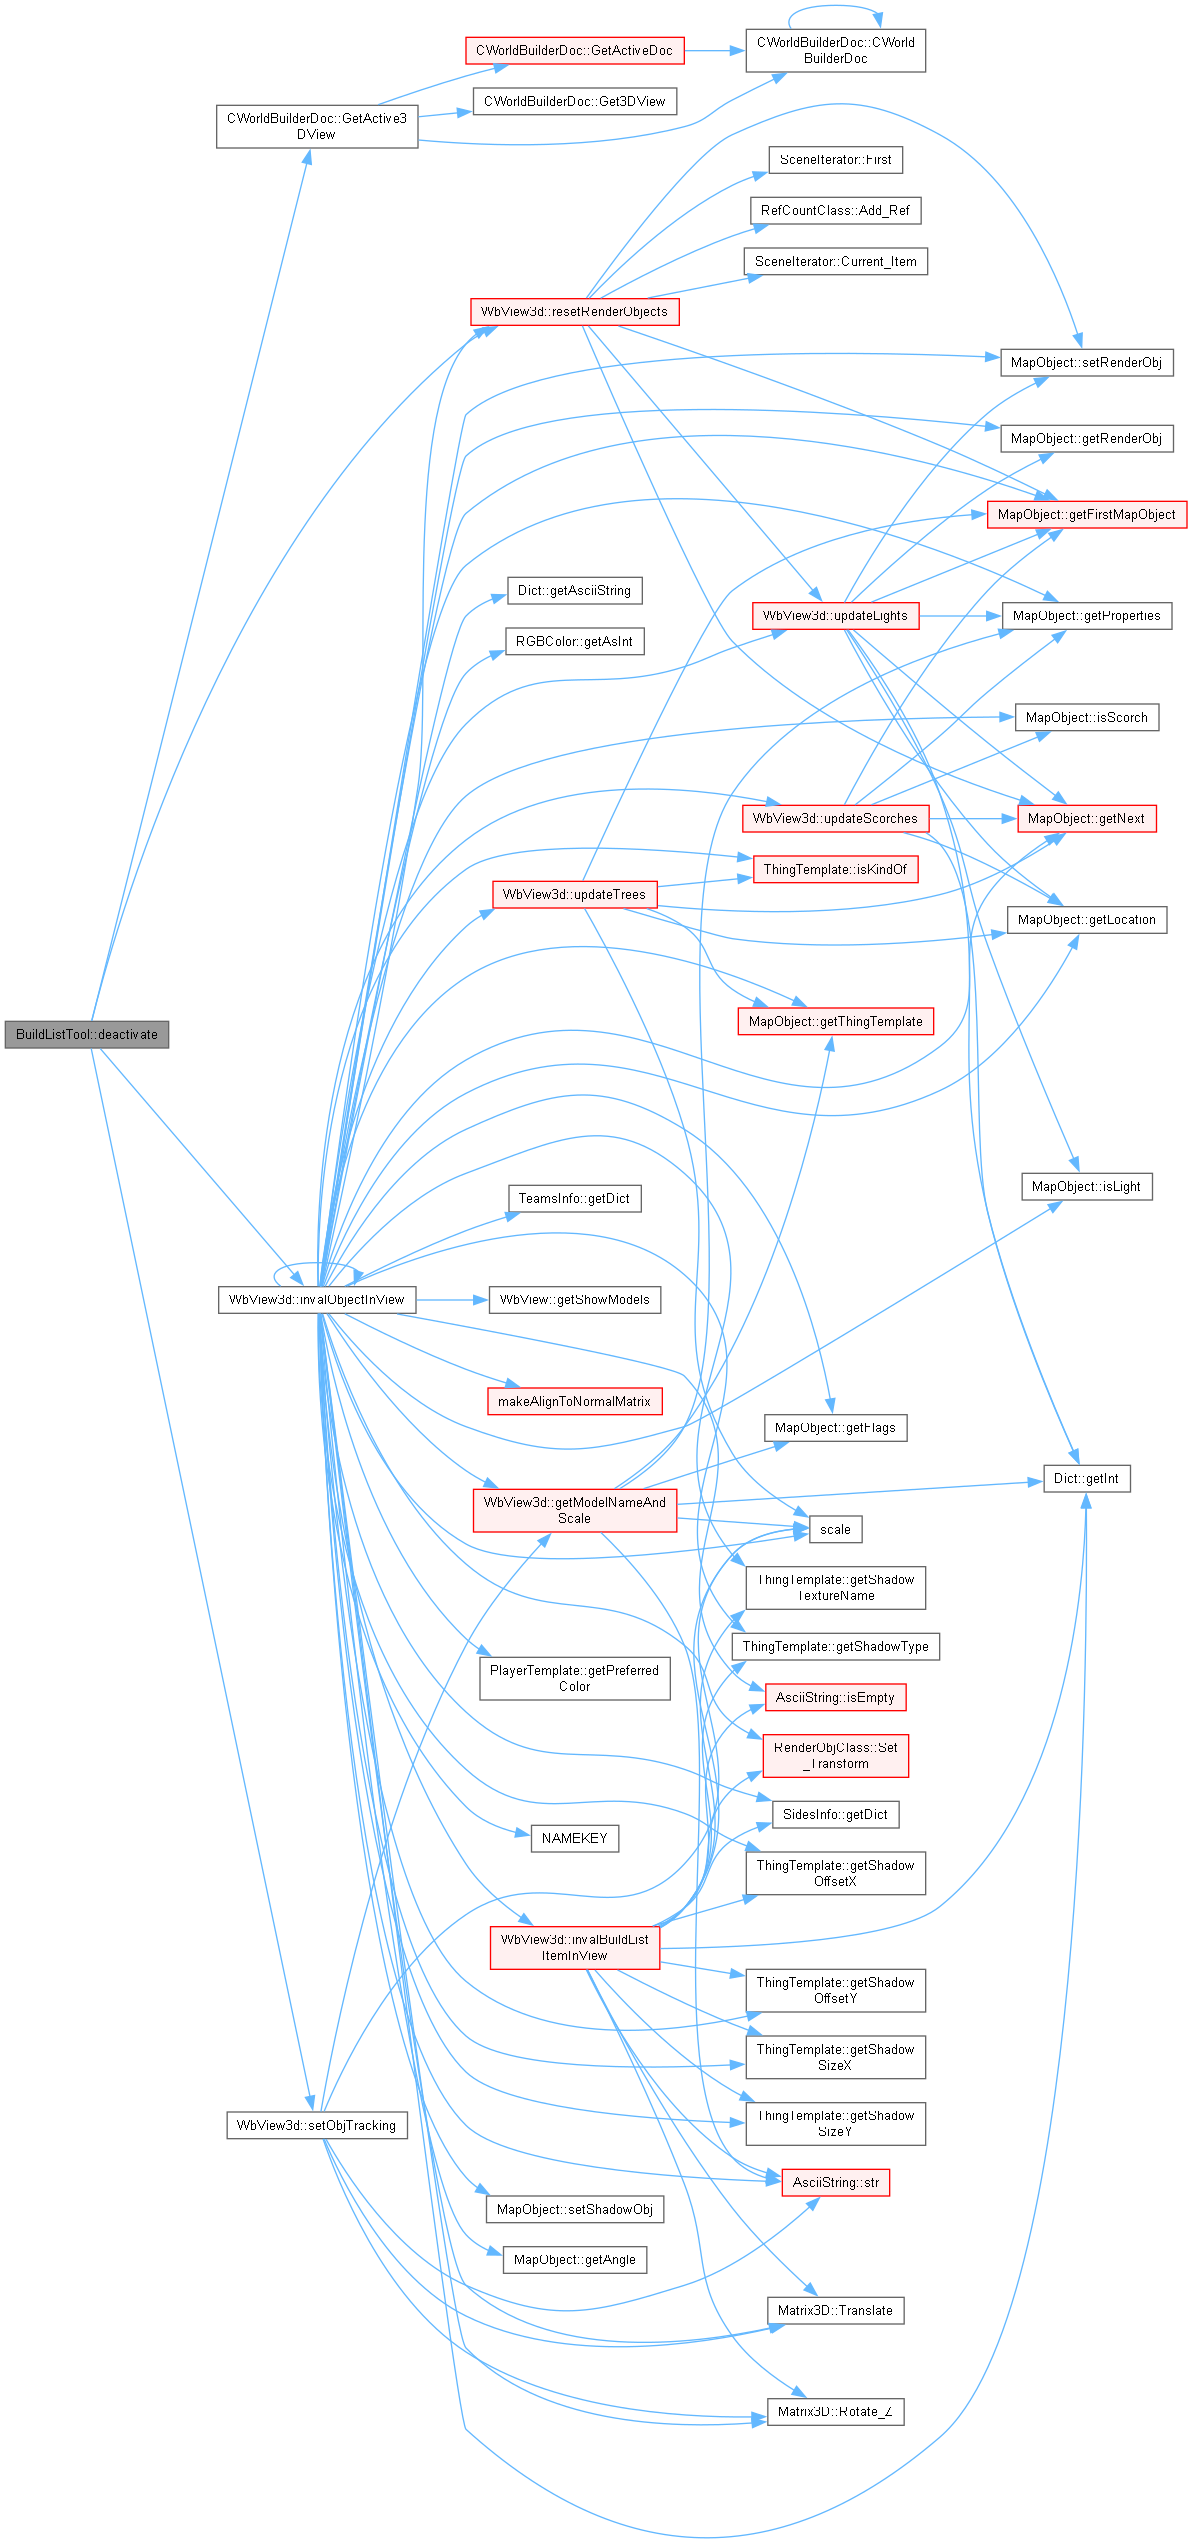 CWorldBuilderDoc::GetActiveDoc
CWorldBuilderDoc::CWorld
BuilderDoc
CWorldBuilderDoc::Get3DView
CWorldBuilderDoc::GetActive3
DView
SceneIterator::First
RefCountClass::Add_Ref
SceneIterator::Current_Item
WbView3d::resetRenderObjects
MapObject::setRenderObj
MapObject::getRenderObj
MapObject::getFirstMapObject
Dict::getAsciiString
WbView3d::updateLights
MapObject::getProperties
RGBColor::getAsInt
MapObject::isScorch
WbView3d::updateScorches
MapObject::getNext
ThingTemplate::isKindOf
WbView3d::updateTrees
MapObject::getLocation
MapObject::getThingTemplate
BuildListTool::deactivate
MapObject::isLight
TeamsInfo::getDict
WbView3d::invalObjectInView
WbView::getShowModels
makeAlignToNormalMatrix
MapObject::getFlags
Dict::getInt
WbView3d::getModelNameAnd
Scale
scale
ThingTemplate::getShadow
TextureName
ThingTemplate::getShadowType
PlayerTemplate::getPreferred
Color
AsciiString::isEmpty
RenderObjClass::Set
_Transform
SidesInfo::getDict
NAMEKEY
ThingTemplate::getShadow
OffsetX
WbView3d::invalBuildList
ItemInView
ThingTemplate::getShadow
OffsetY
ThingTemplate::getShadow
SizeX
ThingTemplate::getShadow
SizeY
WbView3d::setObjTracking
AsciiString::str
MapObject::setShadowObj
MapObject::getAngle
Matrix3D::Translate
Matrix3D::Rotate_Z